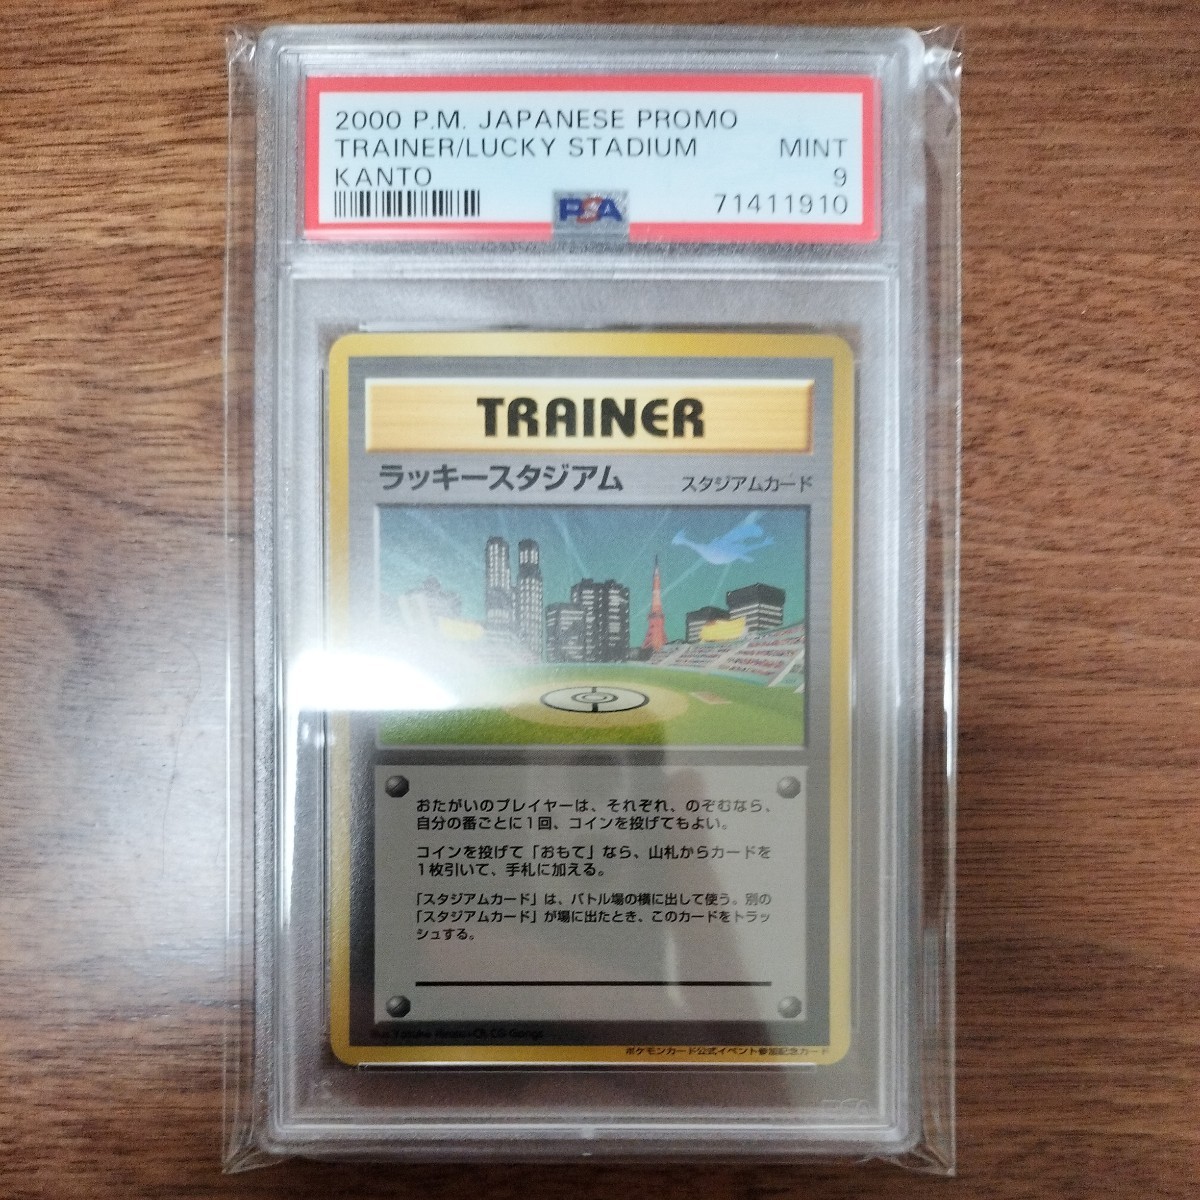 2000 P.M. JAPANESE PROMO
TRAINER/LUCKY STADIUM MINT
KANTO 9
PSA 71411910
TRAINER
ラッキースタジアム スタジアムカード
おたがいのプレイヤーは、それぞれ、のぞむなら、
自分の番ごとに1回、コインを投げてもよい。
コインを投げて「おもて」なら、山札からカードを
1枚引いて、手札に加える。
「スタジアムカード」は、バトル場の横に出して使う。別の
「スタジアムカード」が場に出たとき、このカードをトラッ
シュする。
CG Gangs
ポケモンカード公式イベント参加記念カード